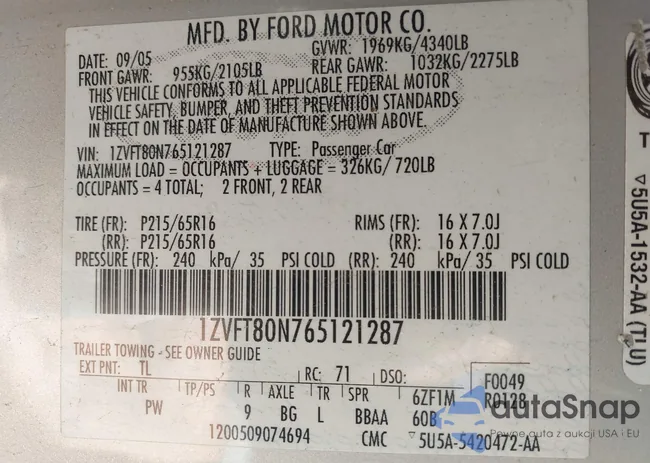 MFD. BY FORD MOTOR CO.
DATE: 09/05 GVWR: 1969KG/4340LB
FRONT GAWR: 955KG/2105LB REAR GAWR: 1032KG/2275LB
THIS VEHICLE CONFORMS TO ALL APPLICABLE FEDERAL MOTOR
VEHICLE SAFETY, BUMPER, AND THEFT PREVENTION STANDARDS
IN EFFECT ON THE DATE OF MANUFACTURE SHOWN ABOVE.
VIN: 1ZVFT80N765121287 TYPE: Passenger Car
MAXIMUM LOAD = OCCUPANTS + LUGGAGE = 326KG/ 720LB
OCCUPANTS = 4 TOTAL; 2 FRONT, 2 REAR
TIRE (FR): P215/65R16 RIMS (FR): 16 X 7.0J
(RR): P215/65R16 (RR): 16 X 7.0J
PRESSURE (FR): 240 kPa/ 35 PSI COLD (RR): 240 kPa/ 35 PSI COLD
1ZVFT80N765121287
TRAILER TOWING - SEE OWNER GUIDE
EXT PNT: TL RC: 71 DSO: F0049
INT TR TP/PS R AXLE TR SPR 6ZF1M R0128
PW 9 BG L BBAA 60B
1200509074694 CMC ▽5U5A-5420472-AA
T
▽5U5A-1532-AA (TLU)
autoSnap
Pewne auta z aukcji USA i EU